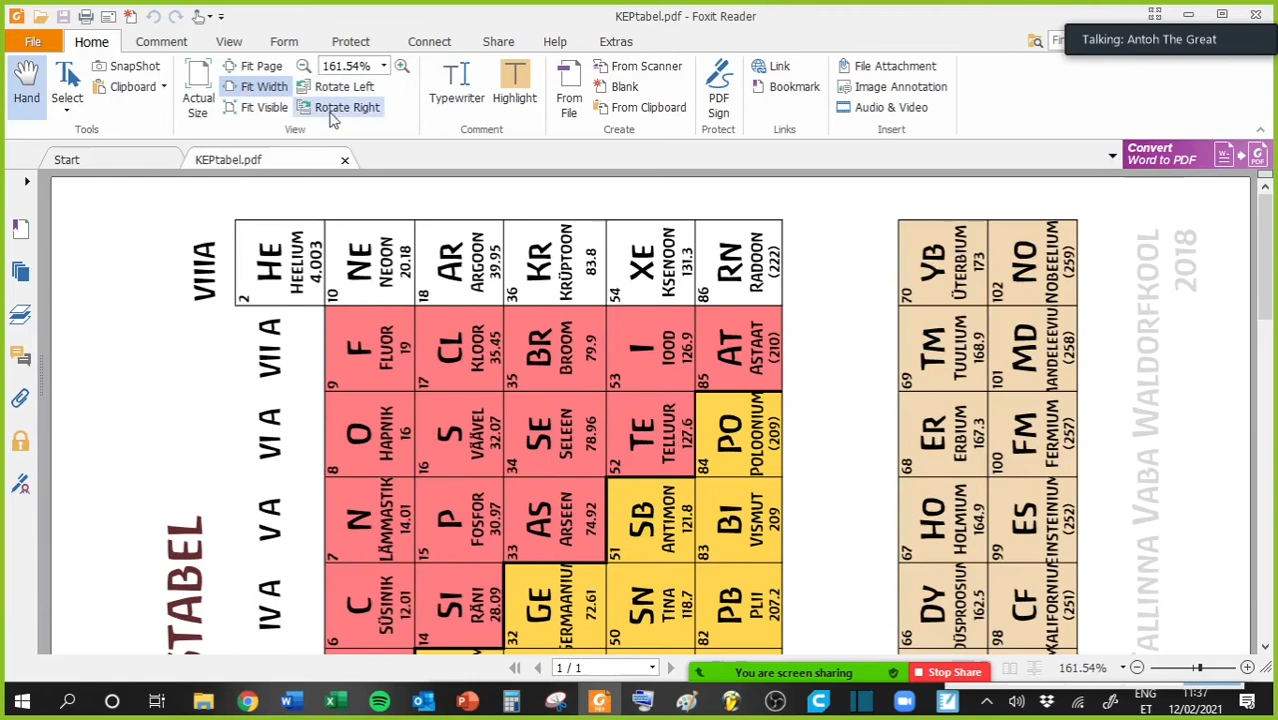 KEPtabel.pdf - Foxit Reader
Talking: Antoh The Great
File Home Comment View Form Protect Connect Share Help Extras
Hand
Select
SnapShot
Clipboard
Tools
Actual Size
Fit Page
Fit Width
Fit Visible
161.54%
Rotate Left
Rotate Right
View
Typewriter
Highlight
Comment
From File
From Scanner
Blank
From Clipboard
Create
PDF Sign
Protect
Link
Bookmark
Links
File Attachment
Image Annotation
Audio & Video
Insert
Start
KEPtabel.pdf
Convert
Word to PDF
STABEL
VIIIA
2 HE HEELIUM 4.003
10 NE NEOON 20.18
18 AR ARGOON 39.95
36 KR KRÜPTOON 83.8
54 XE KSENOON 131.3
86 RN RADOON (222)
VII A
9 F FLUOR 19
17 CL KLOOR 35.45
35 BR BROOM 79.9
53 I IOOD 126.9
85 AT ASTAAT (210)
VI A
8 O HAPNIK 16
16 S VÄÄVEL 32.07
34 SE SELEEN 78.96
52 TE TELLUUR 127.6
84 PO POLOONIUM (209)
V A
7 N LÄMMASTIK 14.01
15 P FOSFOR 30.97
33 AS ARSEEN 74.92
51 SB ANTIMON 121.8
83 BI VISMUT 209
IV A
6 C SÜSINIK 12.01
14 SI RÄNI 28.09
32 GE GERMAANIUM 72.61
50 SN TINA 118.7
82 PB PLII 207.2
70 YB ÜTERBIUM 173
102 NO NOBEELIUM (259)
69 TM TUULIUM 168.9
101 MD MANDELEEVIUM (258)
68 ER ERBIUM 167.3
100 FM FERMIUM (257)
67 HO HOLMIUM 164.9
99 ES EINSTEINIUM (252)
66 DY DÜSPROOSIUM 162.5
98 CF KALIFORNIUM (251)
TALLINNA VABA WALDORFKOOL
2018
1 / 1
You are screen sharing
Stop Share
161.54%
ENG
ET
11:37
12/02/2021